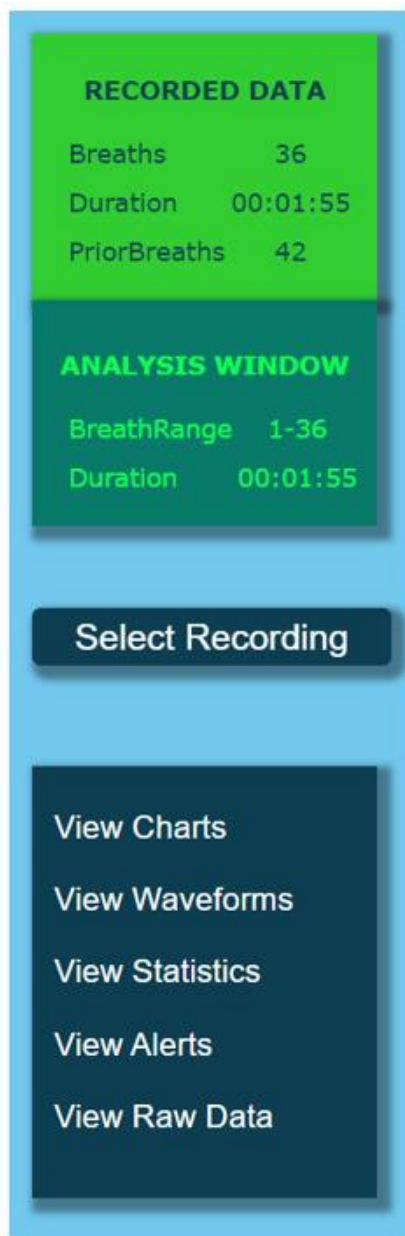 RECORDED DATA
Breaths 36
Duration 00:01:55
PriorBreaths 42
ANALYSIS WINDOW
BreathRange 1-36
Duration 00:01:55
Select Recording
View Charts
View Waveforms
View Statistics
View Alerts
View Raw Data